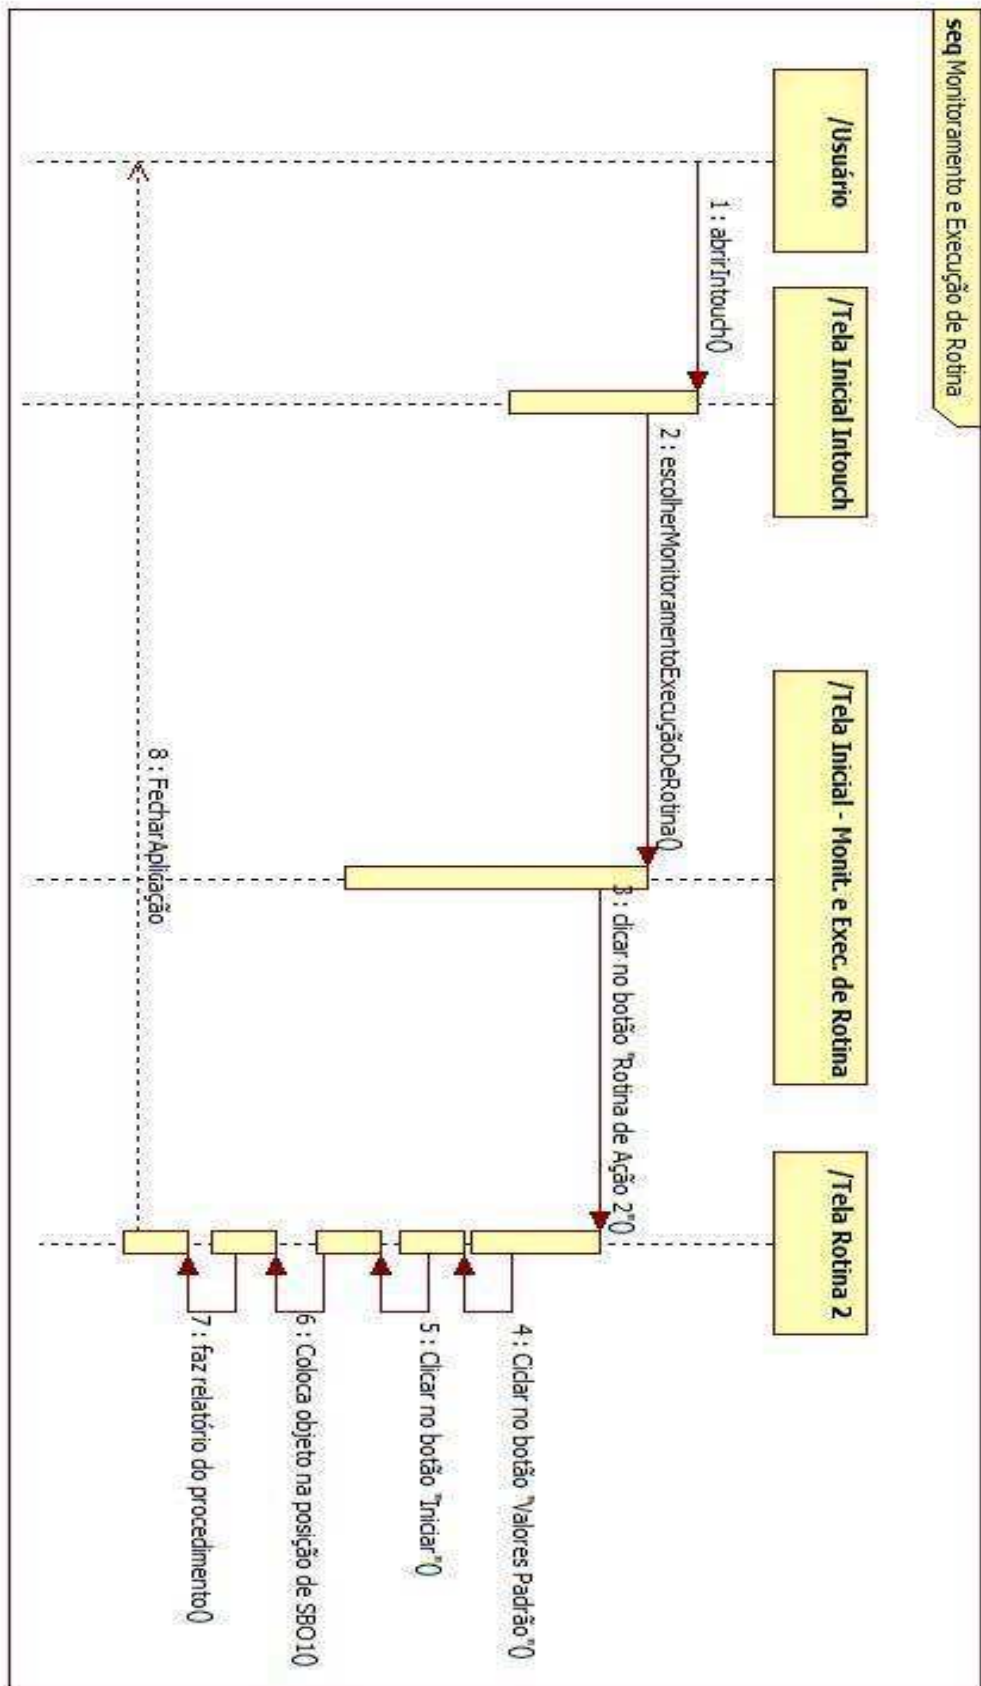 seq Monitoramento e Execução de Rotina
/Usuário
/Tela Inicial Intouch
/Tela Inicial - Monit. e Exec. de Rotina
/Tela Rotina 2
1 : abrirIntouch()
2 : escolherMonitoramentoExecuçãoDeRotina()
3 : clicar no botão "Rotina de Ação 2"()
4 : Ciclar no botão "Valores Padrão"()
5 : Clicar no botão "Iniciar"()
6 : Coloca objeto na posição de SBO1()
7 : faz relatório do procedimento()
8 : FecharAplicação